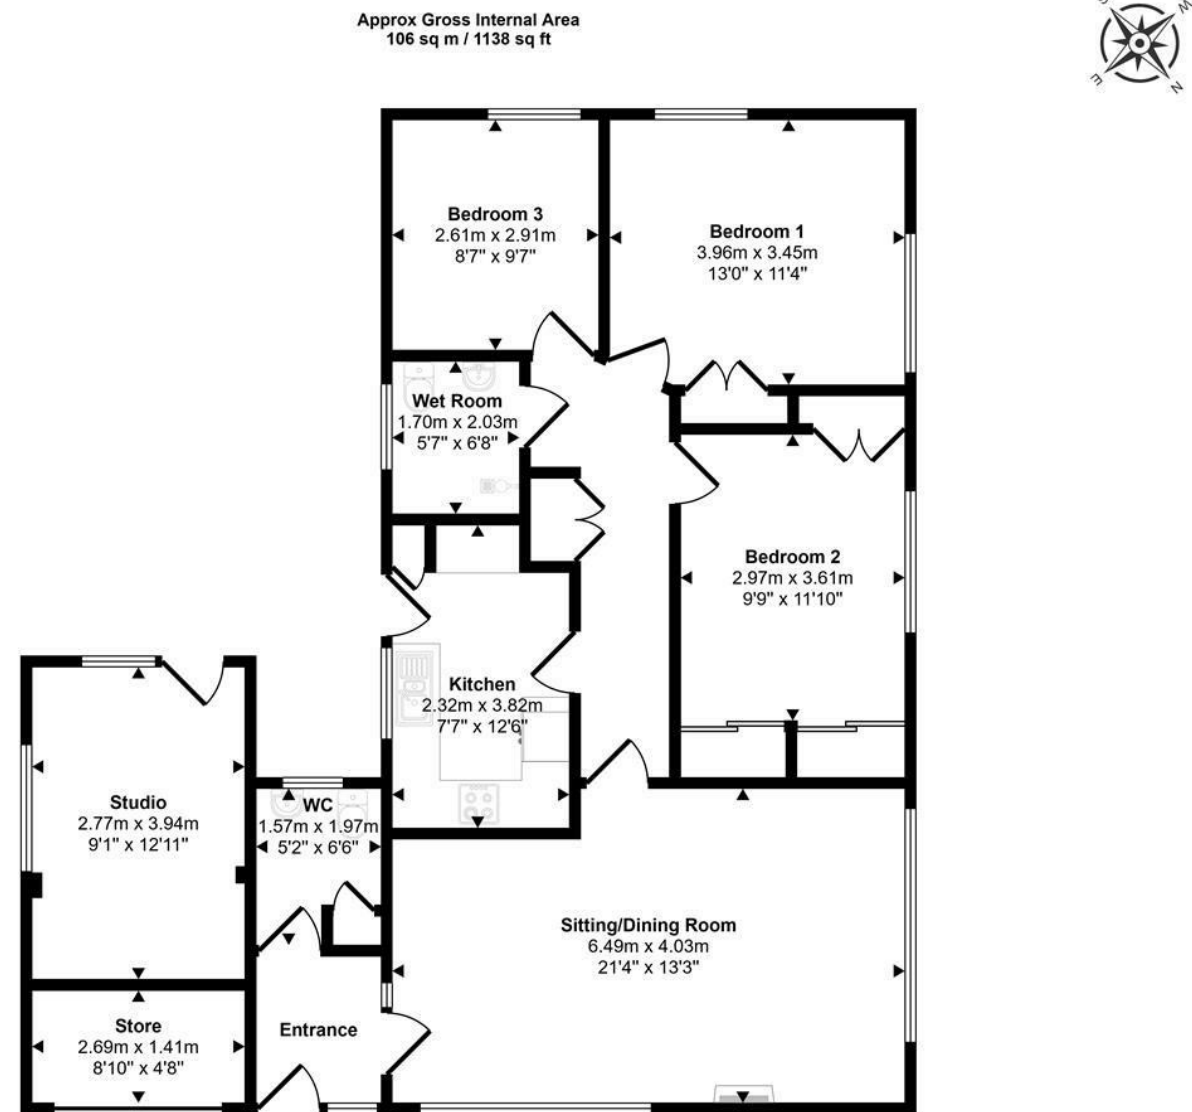 Approx Gross Internal Area
106 sq m / 1138 sq ft
S
W
E
N
Bedroom 3
2.61m x 2.91m
8'7" x 9'7"
Bedroom 1
3.96m x 3.45m
13'0" x 11'4"
Wet Room
1.70m x 2.03m
5'7" x 6'8"
Bedroom 2
2.97m x 3.61m
9'9" x 11'10"
Kitchen
2.32m x 3.82m
7'7" x 12'6"
Studio
2.77m x 3.94m
9'1" x 12'11"
WC
1.57m x 1.97m
5'2" x 6'6"
Sitting/Dining Room
6.49m x 4.03m
21'4" x 13'3"
Store
2.69m x 1.41m
8'10" x 4'8"
Entrance